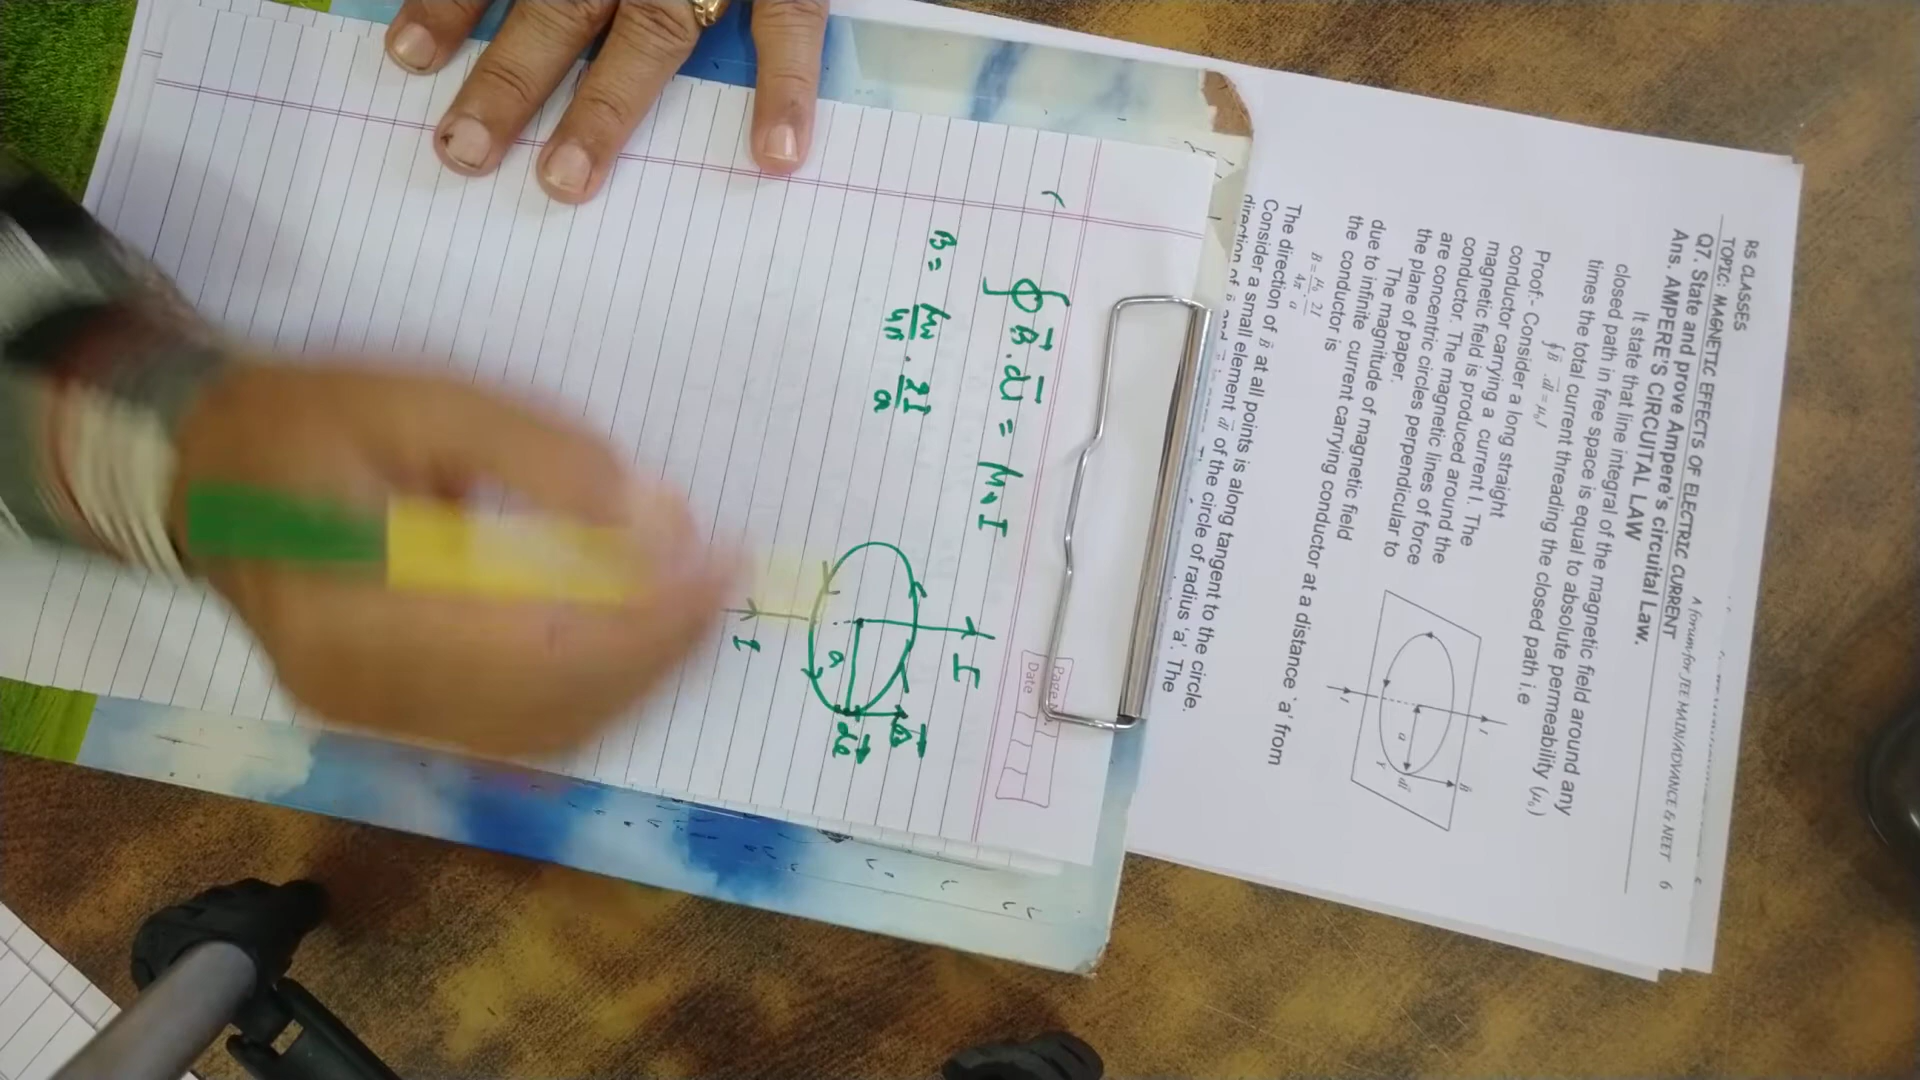 RS CLASSES
TOPIC: MAGNETIC EFFECTS OF ELECTRIC CURRENT
A forum for JEE MAIN/ADVANCE & NEET 6
Q7. State and prove Ampere's circuital Law.
Ans. AMPERE'S CIRCUITAL LAW
It state that line integral of the magnetic field around any
closed path in free space is equal to absolute permeability (μ₀)
times the total current threading the closed path i.e
∮B⃗.dl⃗ = μ₀I
Proof:- Consider a long straight
conductor carrying a current I. The
magnetic field is produced around the
conductor. The magnetic lines of force
are concentric circles perpendicular to
the plane of paper.
The magnitude of magnetic field
due to infinite current carrying conductor at a distance 'a' from
the conductor is
B = μ₀/4π 2I/a
I
B⃗
dl⃗
a
r
I
The direction of B⃗ at all points is along tangent to the circle.
Consider a small element dl⃗ of the circle of radius 'a'. The
direction of B⃗ and
Page No.
Date
∮ B⃗.dl⃗ = μ₀I
B = μ₀/4π . 2I/a
I
B⃗
dl⃗
a
I